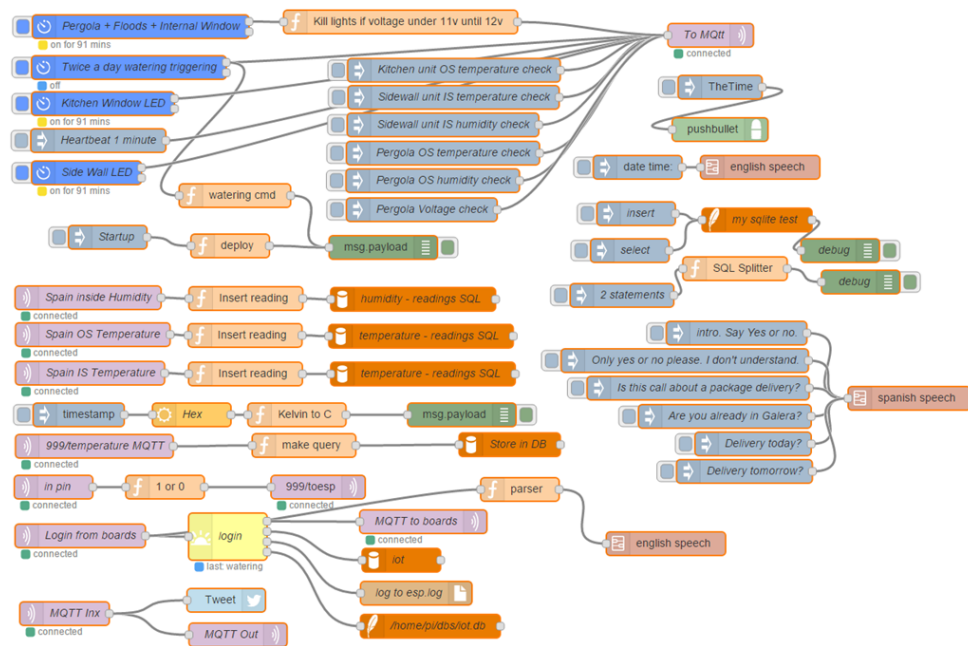 Pergola + Floods + Internal Window
on for 91 mins
Kill lights if voltage under 11v until 12v
To MQtt
connected
Twice a day watering triggering
off
Kitchen Window LED
Heartbeat 1 minute
Side Wall LED
on for 91 mins
Kitchen unit OS temperature check
Sidewall unit IS temperature check
Sidewall unit IS humidity check
Pergola OS temperature check
Pergola OS humidity check
Pergola Voltage check
TheTime
pushbullet
date time:
english speech
watering cmd
Startup
deploy
msg.payload
insert
select
my sqlite test
debug
SQL Splitter
2 statements
debug
Spain inside Humidity
connected
Insert reading
humidity - readings SQL
Spain OS Temperature
connected
Insert reading
temperature - readings SQL
Spain IS Temperature
connected
Insert reading
temperature - readings SQL
timestamp
Hex
Kelvin to C
msg.payload
999/temperature MQTT
connected
make query
Store in DB
in pin
connected
1 or 0
999/toesp
connected
intro. Say Yes or no.
Only yes or no please. I don't understand.
Is this call about a package delivery?
Are you already in Galera?
Delivery today?
Delivery tomorrow?
spanish speech
parser
english speech
Login from boards
connected
login
last: watering
MQTT to boards
connected
iot
log to esp.log
/home/pi/dbs/iot.db
MQTT Inx
connected
Tweet
MQTT Out